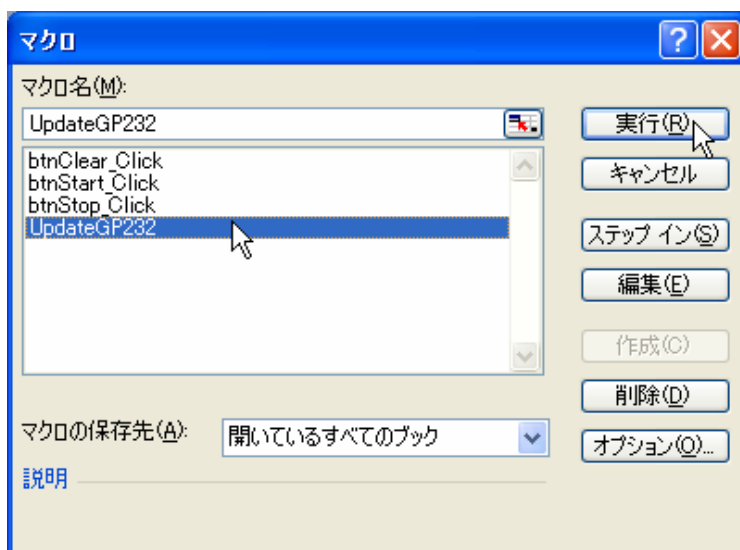 マクロ
マクロ名(M):
UpdateGP232
btnClear_Click
btnStart_Click
btnStop_Click
UpdateGP232
マクロの保存先(A):
開いているすべてのブック
説明
実行(R)
キャンセル
ステップ イン(S)
編集(E)
作成(C)
削除(D)
オプション(O)...